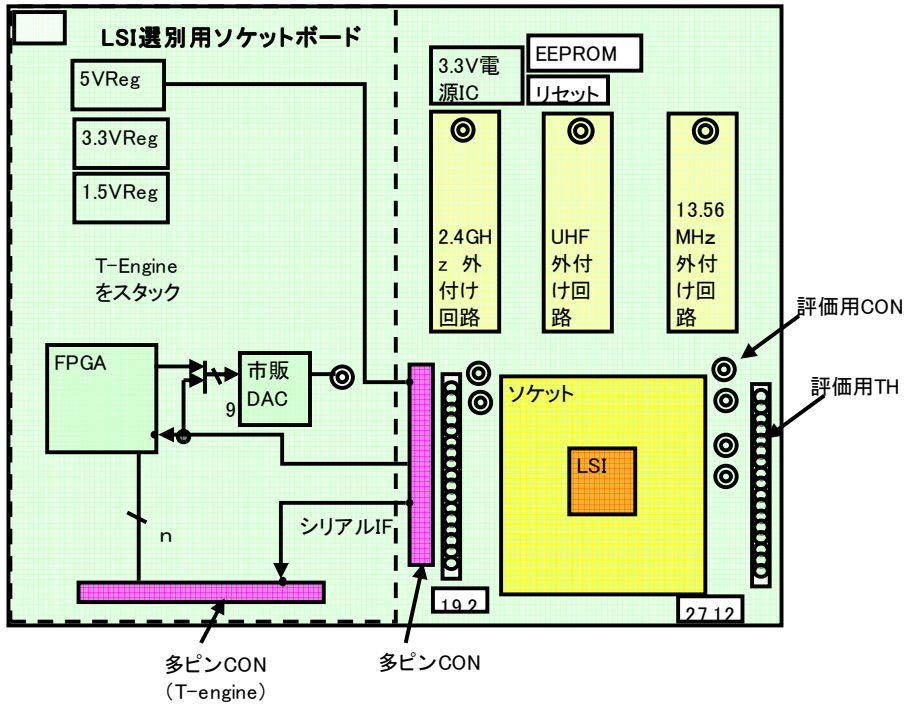 LSI選別用ソケットボード
5VReg
3.3VReg
1.5VReg
T-Engine
をスタック
FPGA
市販
DAC
9
n
シリアルIF
3.3V電
源IC
EEPROM
リセット
2.4GH
z 外
付け
回路
UHF
外付
け回
路
13.56
MHz
外付
け回
路
評価用CON
評価用TH
ソケット
LSI
19.2
27.12
多ピンCON
(T-engine)
多ピンCON